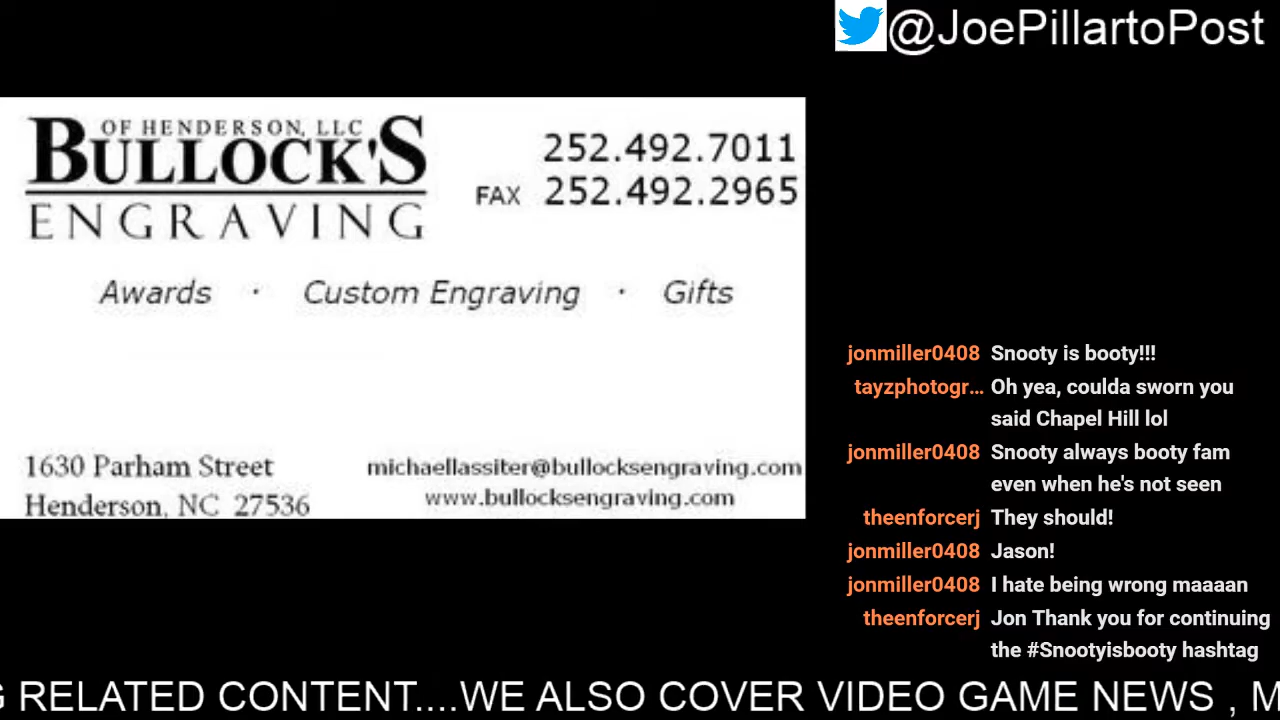 @JoePillartoPost
OF HENDERSON, LLC
BULLOCK'S
ENGRAVING
252.492.7011
FAX 252.492.2965
Awards · Custom Engraving · Gifts
1630 Parham Street
Henderson, NC 27536
michaellassiter@bullocksengraving.com
www.bullocksengraving.com
jonmiller0408 Snooty is booty!!!
tayzphotogr… Oh yea, coulda sworn you
said Chapel Hill lol
jonmiller0408 Snooty always booty fam
even when he's not seen
theenforcerj They should!
jonmiller0408 Jason!
jonmiller0408 I hate being wrong maaaan
theenforcerj Jon Thank you for continuing
the #Snootyisbooty hashtag
G RELATED CONTENT....WE ALSO COVER VIDEO GAME NEWS , M